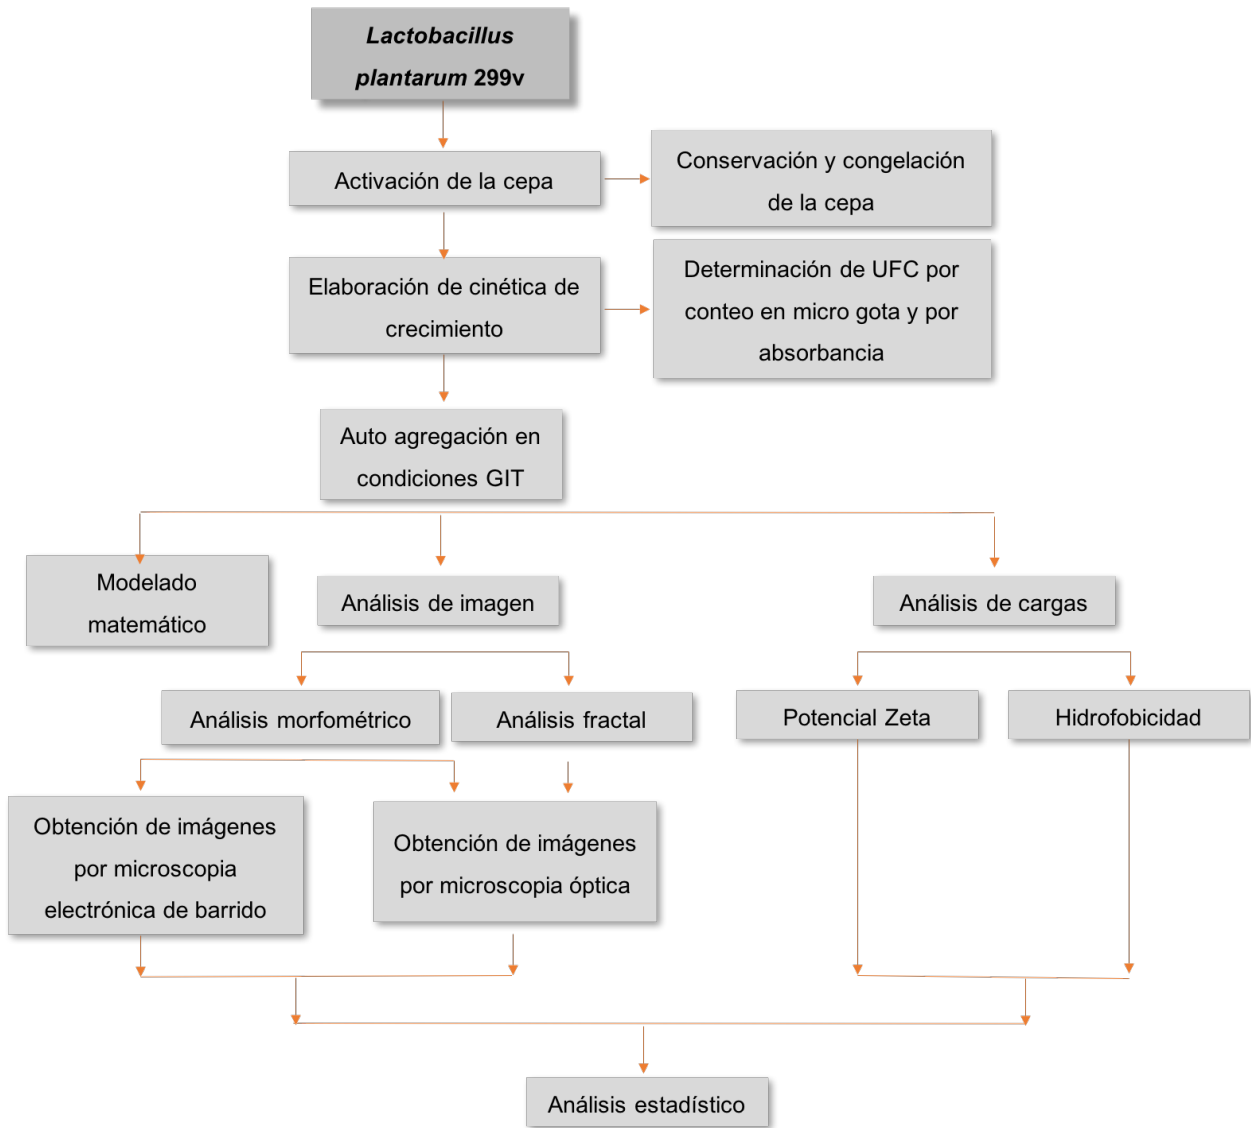 Lactobacillus
plantarum 299v
Activación de la cepa
Conservación y congelación
de la cepa
Elaboración de cinética de
crecimiento
Determinación de UFC por
conteo en micro gota y por
absorbancia
Auto agregación en
condiciones GIT
Modelado
matemático
Análisis de imagen
Análisis de cargas
Análisis morfométrico
Análisis fractal
Potencial Zeta
Hidrofobicidad
Obtención de imágenes
por microscopia
electrónica de barrido
Obtención de imágenes
por microscopia óptica
Análisis estadístico